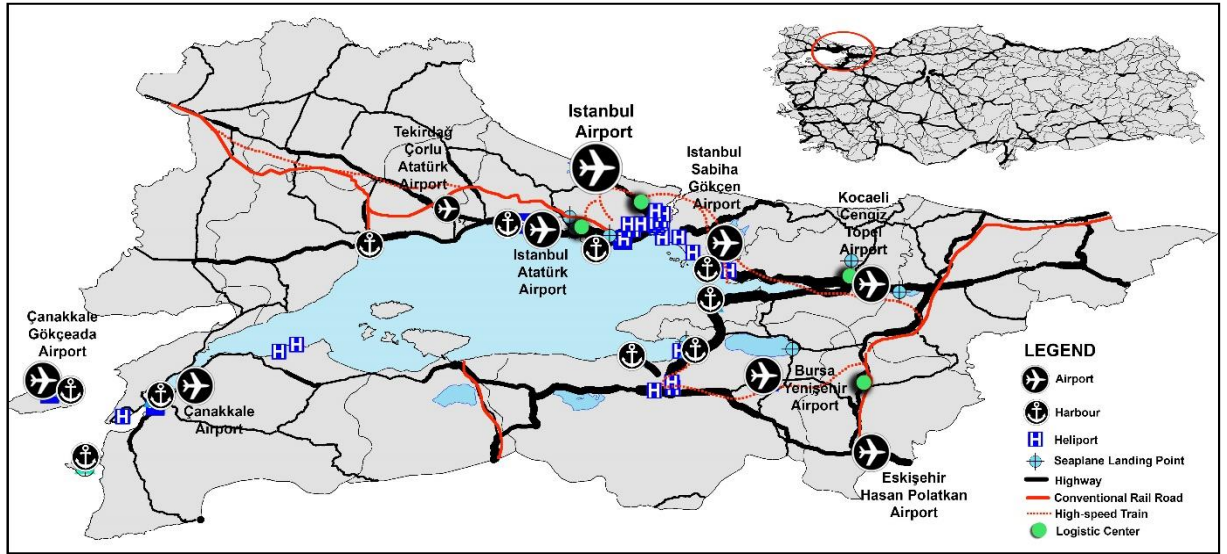 Istanbul
Airport
Tekirdağ
Çorlu
Atatürk
Airport
Istanbul
Sabiha
Gökçen
Airport
Kocaeli
Cengiz
Topel
Airport
Istanbul
Atatürk
Airport
Çanakkale
Gökçeada
Airport
Çanakkale
Airport
Bursa
Yenişehir
Airport
Eskişehir
Hasan Polatkan
Airport
H
H
H
H
H
H
H
H
H
H
H
H
H
H
LEGEND
Airport
Harbour
H Heliport
Seaplane Landing Point
Highway
Conventional Rail Road
High-speed Train
Logistic Center